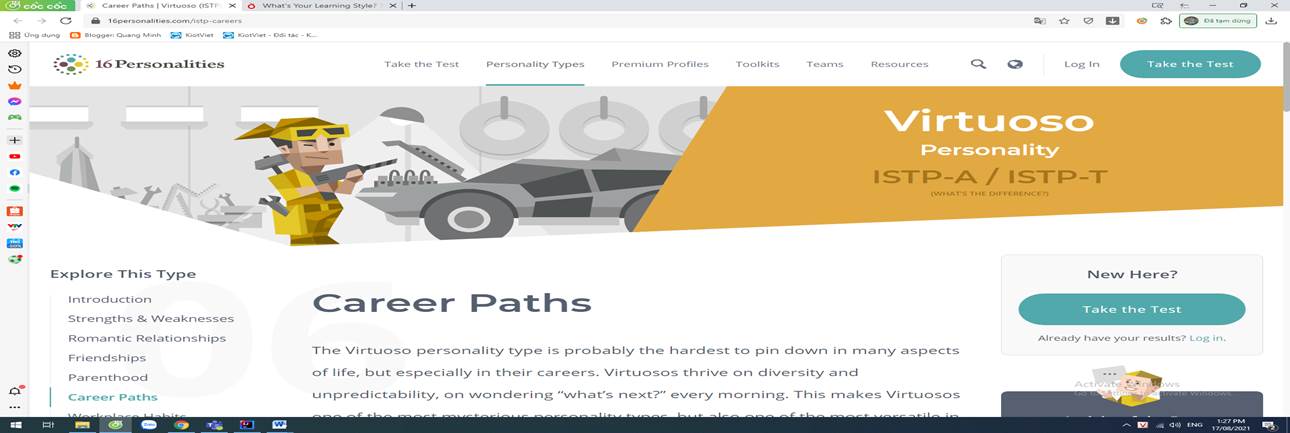 cốc cốc
Career Paths | Virtuoso (ISTP
What's Your Learning Style?
16personalities.com/istp-careers
Đã tạm dừng
Ứng dụng
Blogger: Quang Minh
KiotViet
KiotViet - Đối tác - K...
16Personalities
Take the Test
Personality Types
Premium Profiles
Toolkits
Teams
Resources
Log In
Take the Test
Virtuoso
Personality
ISTP-A / ISTP-T
(WHAT'S THE DIFFERENCE?)
06
Explore This Type
Introduction
Strengths & Weaknesses
Romantic Relationships
Friendships
Parenthood
Career Paths
Workplace Habits
Career Paths
The Virtuoso personality type is probably the hardest to pin down in many aspects
of life, but especially in their careers. Virtuosos thrive on diversity and
unpredictability, on wondering “what’s next?” every morning. This makes Virtuosos
one of the most mysterious personality types, but also one of the most versatile in
New Here?
Take the Test
Already have your results? Log in.
Activate Windows
Go to Settings to activate Windows.
ENG
1:27 PM
17/08/2021